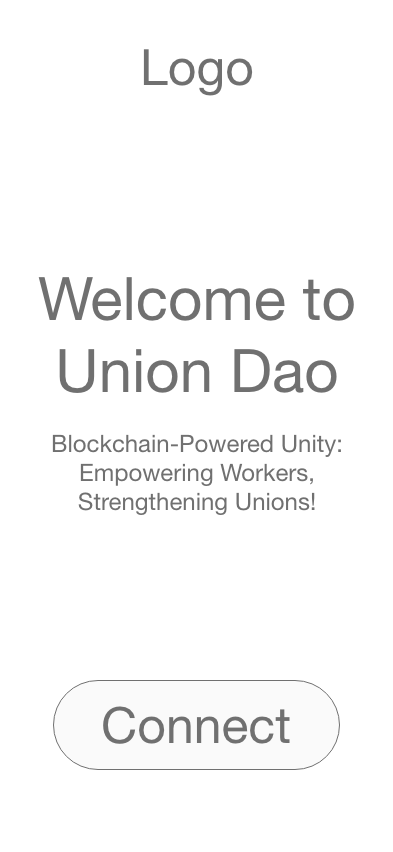 Logo
Welcome to
Union Dao
Blockchain-Powered Unity:
Empowering Workers,
Strengthening Unions!
Connect